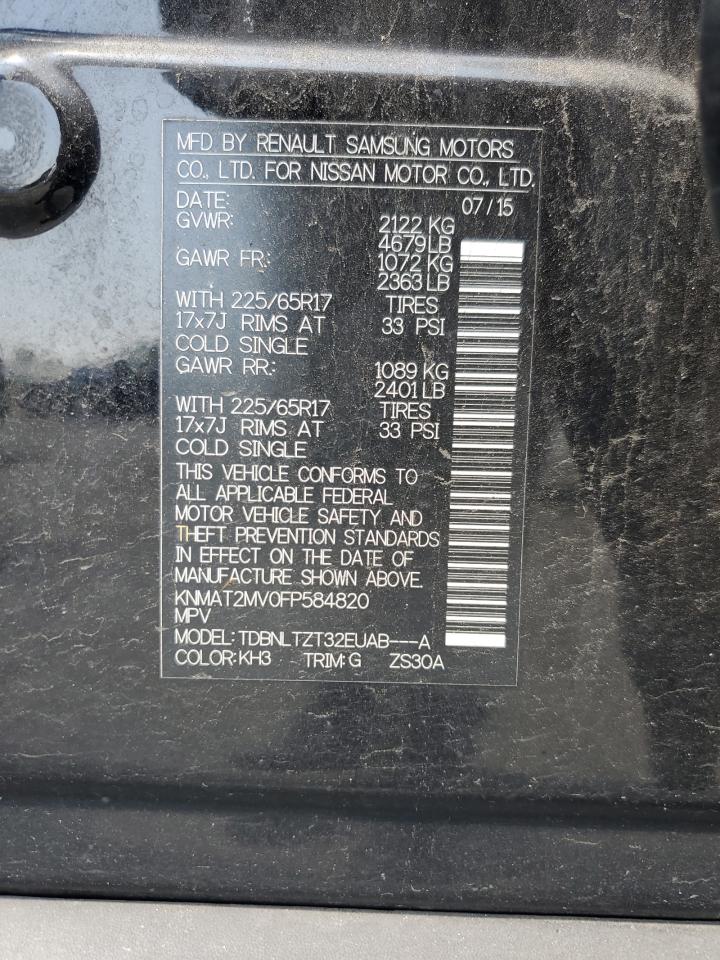 MFD BY RENAULT SAMSUNG MOTORS
CO., LTD. FOR NISSAN MOTOR CO., LTD.
DATE: 07/15
GVWR: 2122 KG
4679 LB
GAWR FR: 1072 KG
2363 LB
WITH 225/65R17 TIRES
17x7J RIMS AT 33 PSI
COLD SINGLE
GAWR RR: 1089 KG
2401 LB
WITH 225/65R17 TIRES
17x7J RIMS AT 33 PSI
COLD SINGLE
THIS VEHICLE CONFORMS TO
ALL APPLICABLE FEDERAL
MOTOR VEHICLE SAFETY AND
THEFT PREVENTION STANDARDS
IN EFFECT ON THE DATE OF
MANUFACTURE SHOWN ABOVE.
KNMAT2MV0FP584820
MPV
MODEL: TDBNLTZT32EUAB---A
COLOR: KH3 TRIM: G ZS30A